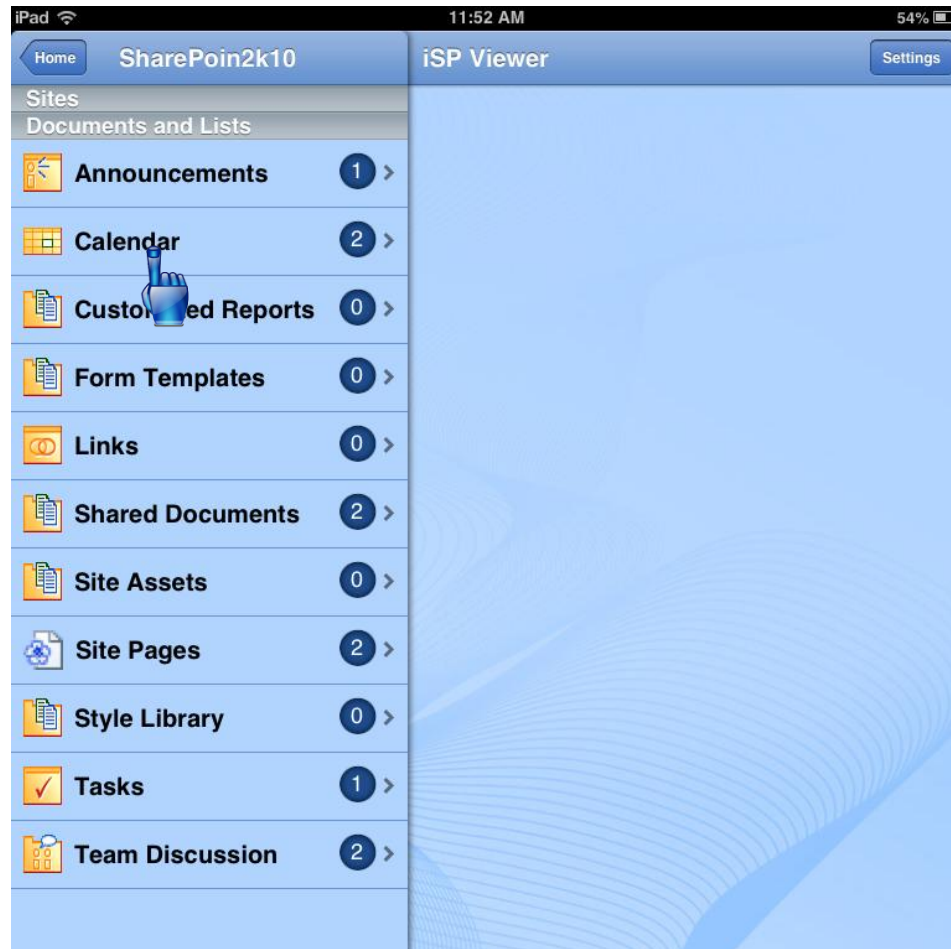 iPad 11:52 AM 54%
Home SharePoin2k10 iSP Viewer Settings
Sites
Documents and Lists
Announcements 1
Calendar 2
Custo ed Reports 0
Form Templates 0
Links 0
Shared Documents 2
Site Assets 0
Site Pages 2
Style Library 0
Tasks 1
Team Discussion 2